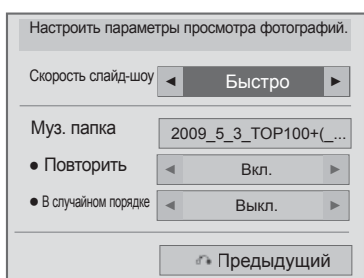 Настроить параметры просмотра фотографий.
Скорость слайд-шоу ◄ Быстро ►
Муз. папка 2009_5_3_TOP100+(_...
● Повторить ◄ Вкл. ►
● В случайном порядке ◄ Выкл. ►
Предыдущий